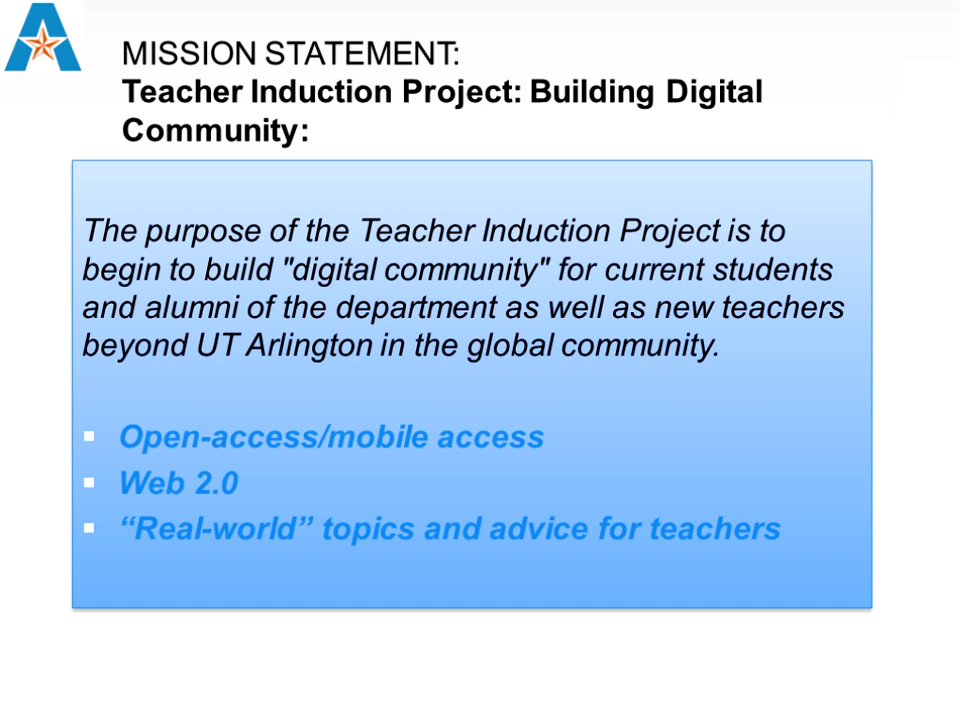 MISSION STATEMENT:
Teacher Induction Project: Building Digital
Community:
The purpose of the Teacher Induction Project is to
begin to build "digital community" for current students
and alumni of the department as well as new teachers
beyond UT Arlington in the global community.
▪ Open-access/mobile access
▪ Web 2.0
▪ “Real-world” topics and advice for teachers